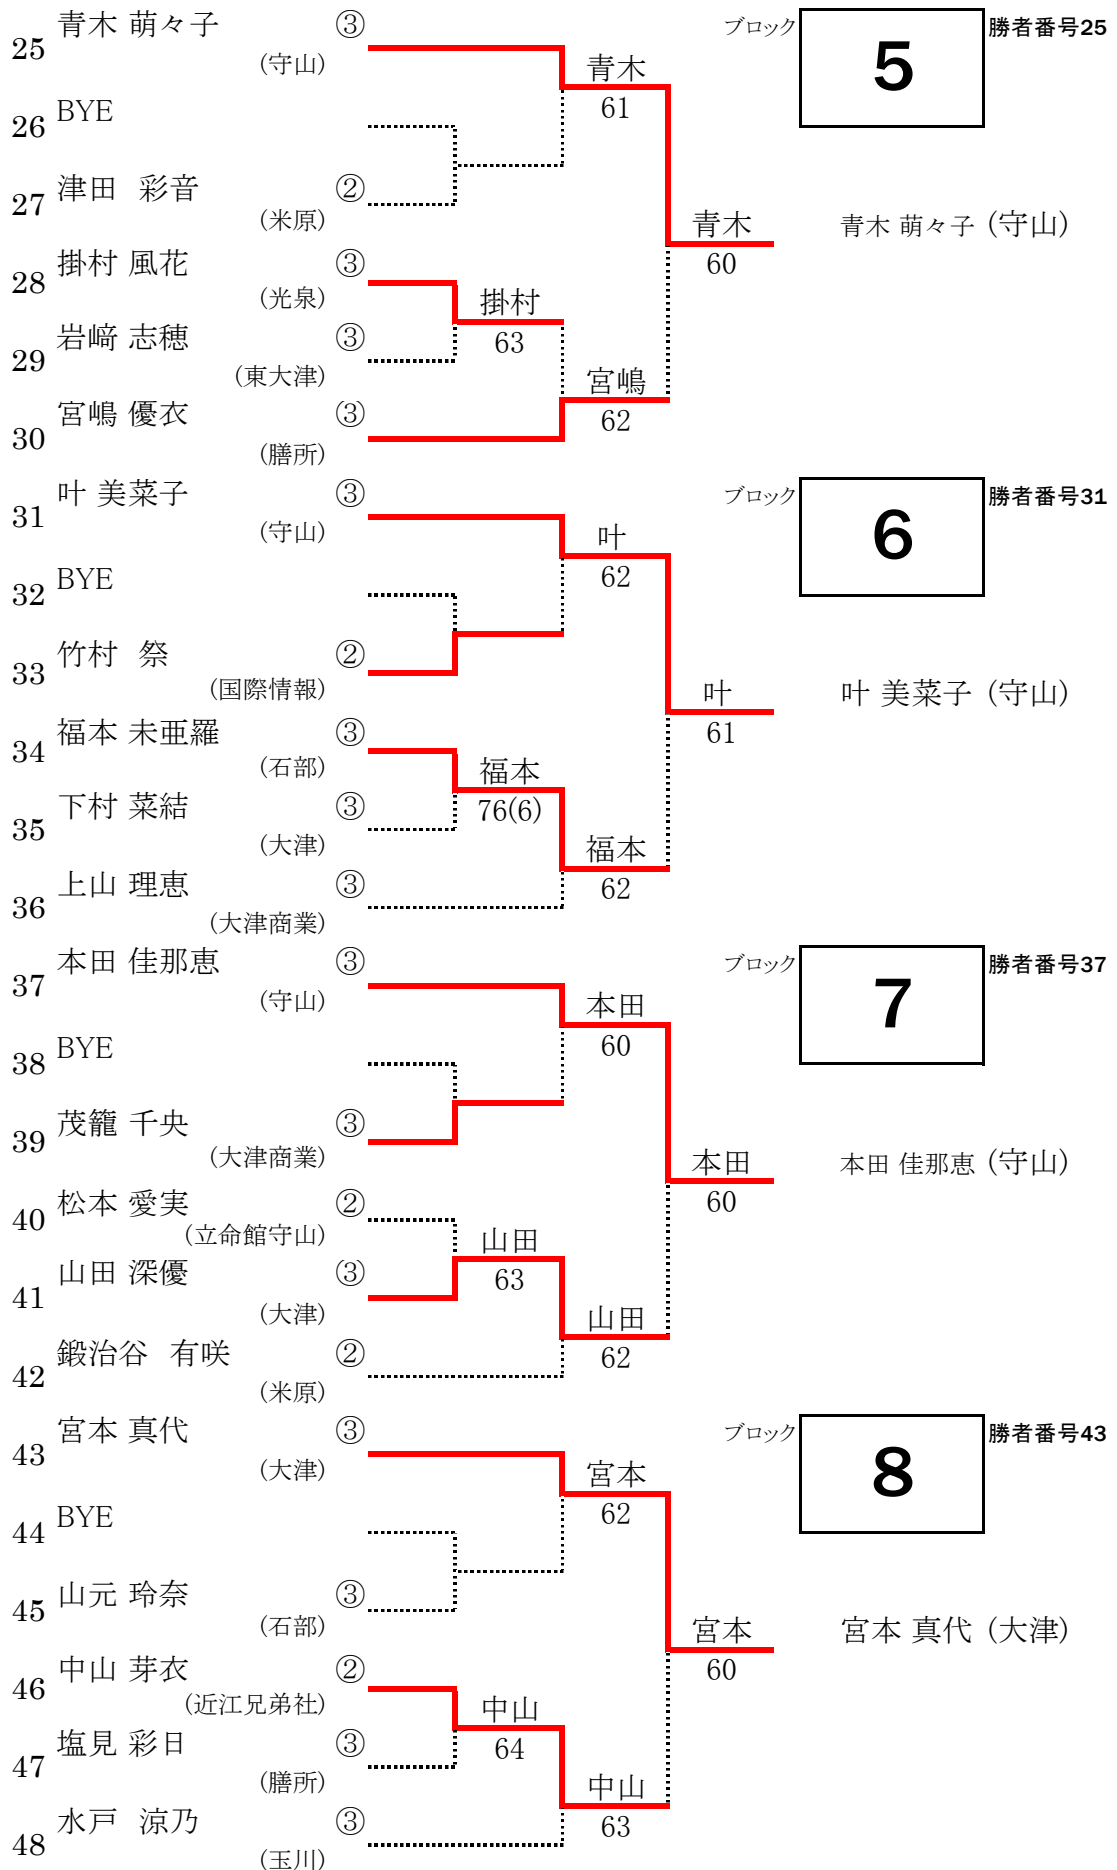 青木 萌々子 ③ ブロック 5 勝者番号25
25 (守山) 青木
61
26 BYE
27 津田 彩音 ②
(米原) 青木 青木 萌々子 (守山)
60
28 掛村 風花 ③
(光泉) 掛村
63
29 岩﨑 志穂 ③
(東大津) 宮嶋
62
30 宮嶋 優衣 ③
(膳所)
31 叶 美菜子 ③ ブロック 6 勝者番号31
(守山) 叶
62
32 BYE
33 竹村 祭 ②
(国際情報) 叶 叶 美菜子 (守山)
61
34 福本 未亜羅 ③
(石部) 福本
76(6)
35 下村 菜結 ③
(大津) 福本
62
36 上山 理恵 ③
(大津商業)
37 本田 佳那恵 ③ ブロック 7 勝者番号37
(守山) 本田
60
38 BYE
39 茂籠 千央 ③
(大津商業) 本田 本田 佳那恵 (守山)
60
40 松本 愛実 ②
(立命館守山) 山田
63
41 山田 深優 ③
(大津) 山田
62
42 鍛治谷 有咲 ②
(米原)
43 宮本 真代 ③ ブロック 8 勝者番号43
(大津) 宮本
62
44 BYE
45 山元 玲奈 ③
(石部) 宮本 宮本 真代 (大津)
60
46 中山 芽衣 ②
(近江兄弟社) 中山
64
47 塩見 彩日 ③
(膳所) 中山
63
48 水戸 涼乃 ③
(玉川)